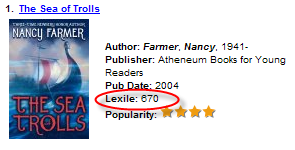 1. The Sea of Trolls
THREE-TIME NEWBERY HONOR AUTHOR
NANCY FARMER
THE SEA
OF
TROLLS
Author: Farmer, Nancy, 1941-
Publisher: Atheneum Books for Young
Readers
Pub Date: 2004
Lexile: 670
Popularity: